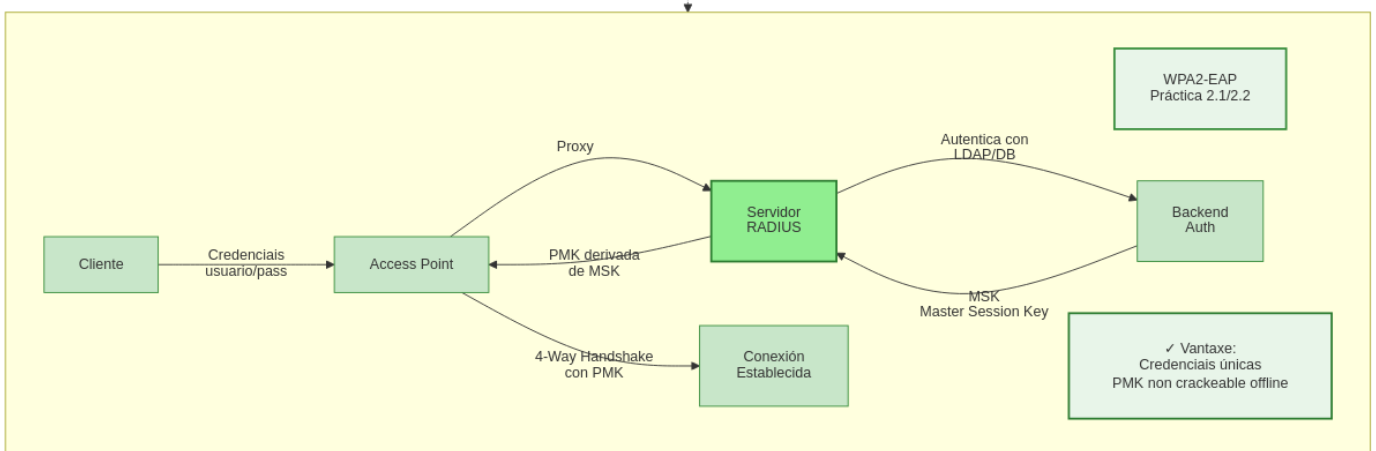 WPA2-EAP
Práctica 2.1/2.2
Proxy
Autentica con
LDAP/DB
Servidor
RADIUS
Backend
Auth
Cliente
Credenciais
usuario/pass
Access Point
PMK derivada
de MSK
MSK
Master Session Key
4-Way Handshake
con PMK
Conexión
Establecida
✓ Vantaxe:
Credenciais únicas
PMK non crackeable offline